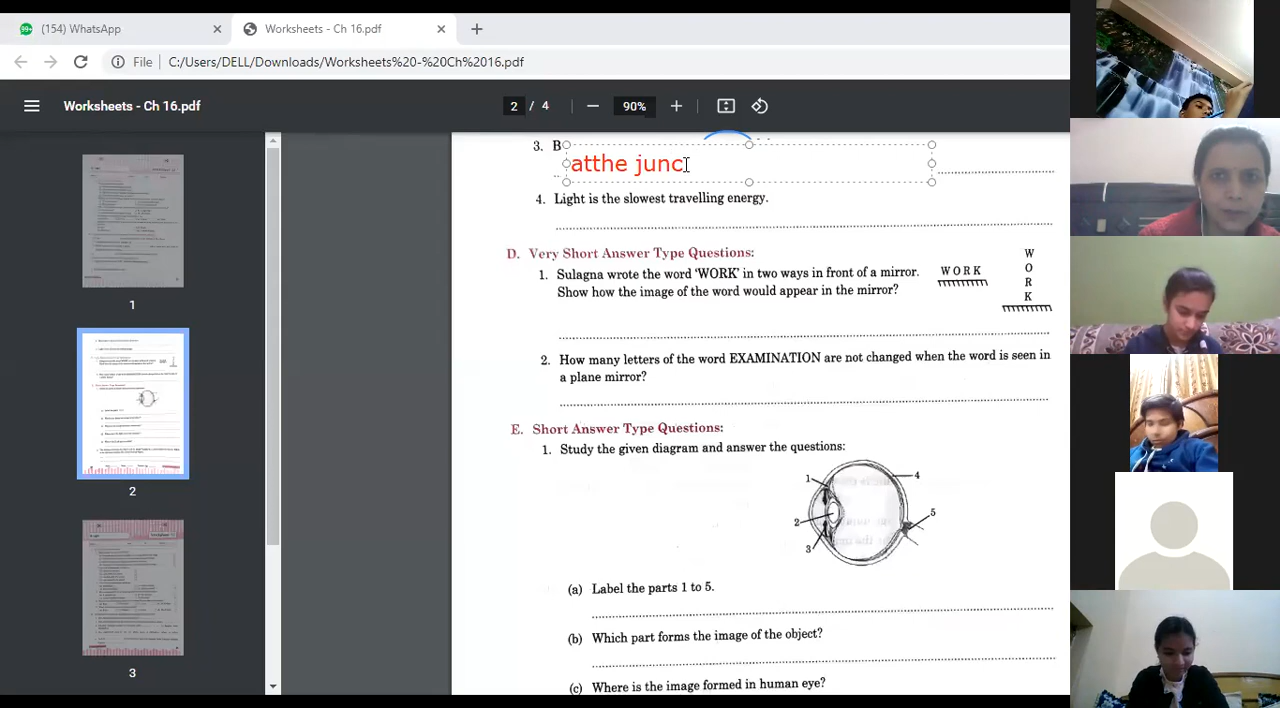 (154) WhatsApp
Worksheets - Ch 16.pdf
File
C:/Users/DELL/Downloads/Worksheets%20-%20Ch%2016.pdf
Worksheets - Ch 16.pdf
2 / 4
90%
3. B
atthe junc
4. Light is the slowest travelling energy.
D. Very Short Answer Type Questions:
1. Sulagna wrote the word 'WORK' in two ways in front of a mirror.
Show how the image of the word would appear in the mirror?
WORK
W
O
R
K
2. How many letters of the word EXAMINATION are not changed when the word is seen in
a plane mirror?
E. Short Answer Type Questions:
1. Study the given diagram and answer the questions:
1
4
2
5
3
(a) Label the parts 1 to 5.
(b) Which part forms the image of the object?
(c) Where is the image formed in human eye?
1
2
3